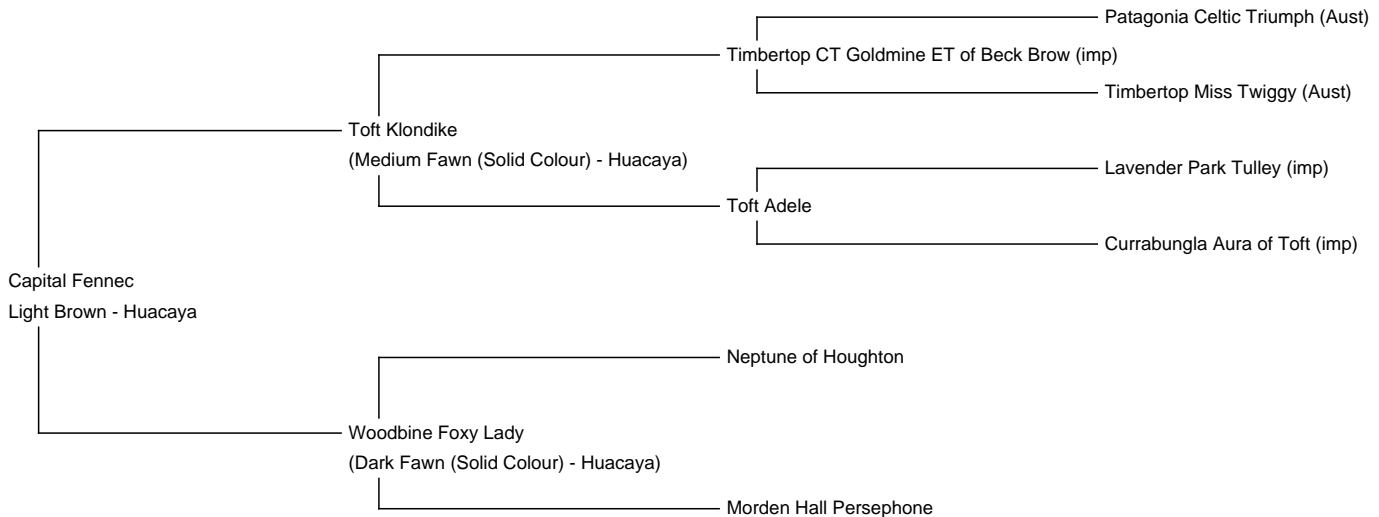 Patagonia Celtic Triumph (Aust)
Timbertop CT Goldmine ET of Beck Brow (imp)
Timbertop Miss Twiggy (Aust)
Toft Klondike
(Medium Fawn (Solid Colour) - Huacaya)
Lavender Park Tulley (imp)
Toft Adele
Currabungla Aura of Toft (imp)
Capital Fennec
Light Brown - Huacaya
Neptune of Houghton
Woodbine Foxy Lady
(Dark Fawn (Solid Colour) - Huacaya)
Morden Hall Persephone